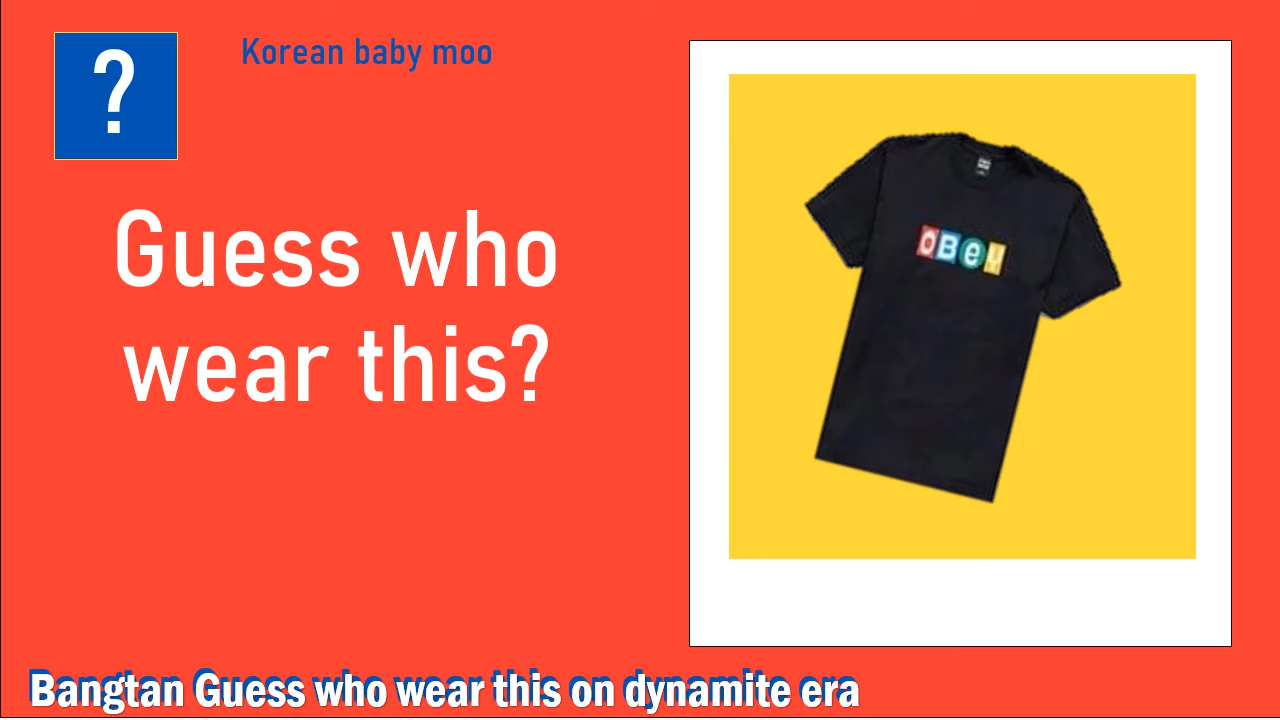 ?
Korean baby moo
Guess who
wear this?
OBEY
Bangtan Guess who wear this on dynamite era